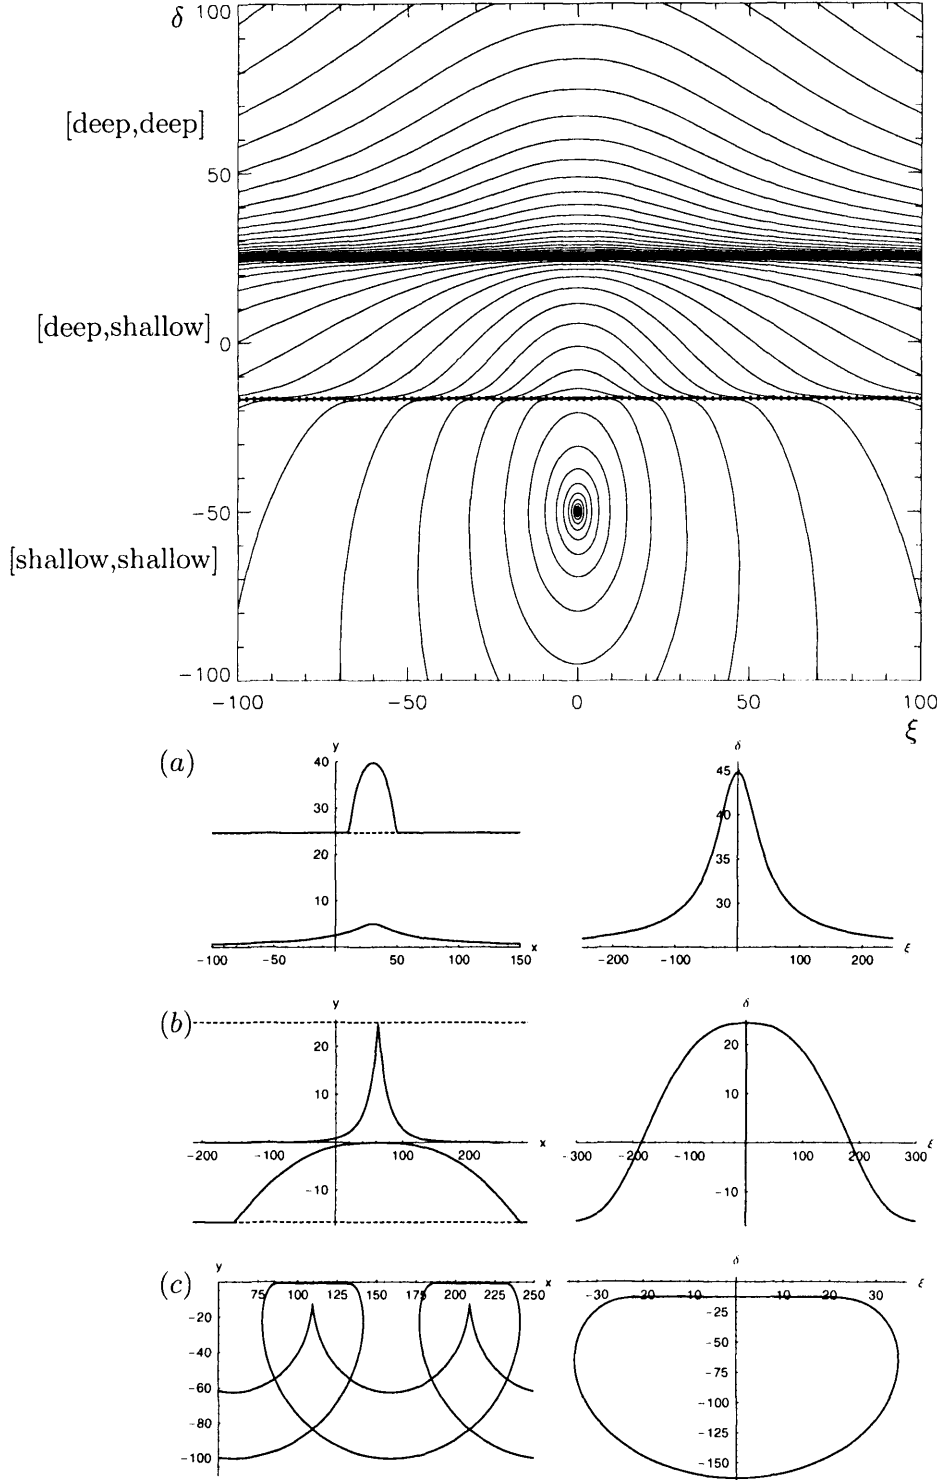 100
δ
[deep,deep]
50
[deep,shallow]
0
−50
[shallow,shallow]
−100
−100 −50 0 50 100
ξ
(a)
y
40
30
20
10
−100 −50 50 100 150 x
δ
45
40
35
30
−200 −100 100 200 ξ
(b)
y
20
10
−200 −100 100 200 x
−10
δ
20
10
−300 −200 −100 100 200 300 ξ
−10
(c)
y
75 100 125 150 175 200 225 250 x
−20
−40
−60
−80
−100
δ
−30 −20 −10 10 20 30 ξ
−25
−50
−75
−100
−125
−150